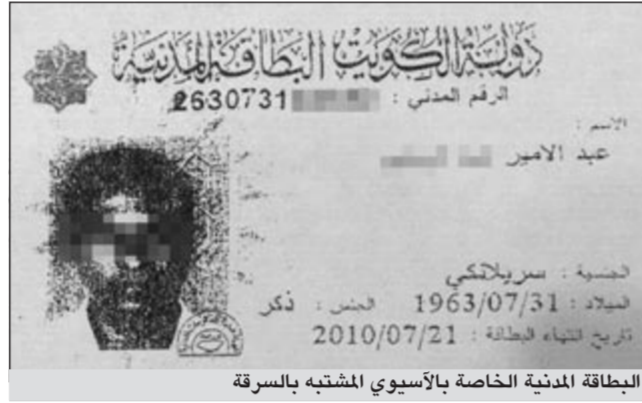 دولة الكويت البطاقة المدنية
الرقم المدني : 2630731
الاسم :
عبد الامير
الجنسية : سريلانكي
الميلاد : 1963/07/31 الجنس : ذكر
تاريخ انتهاء البطاقة : 2010/07/21
البطاقة المدنية الخاصة بالآسيوي المشتبه بالسرقة